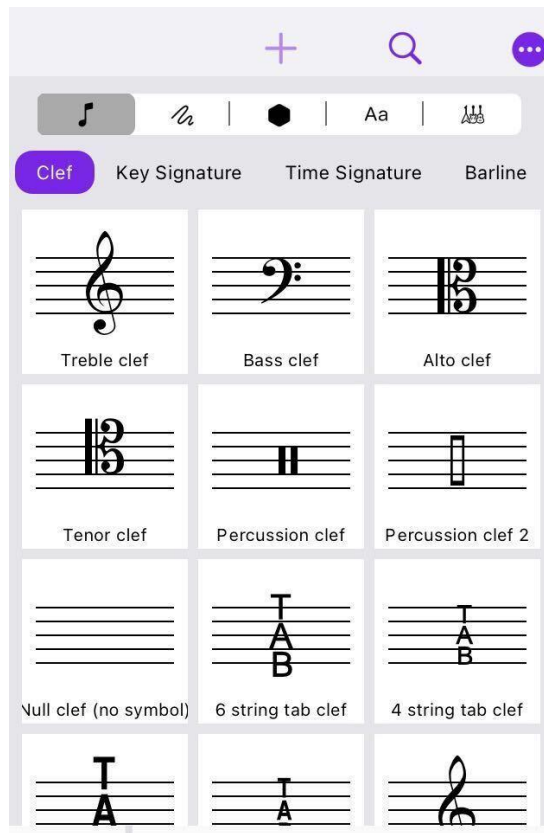 Aa
Clef Key Signature Time Signature Barline
Treble clef Bass clef Alto clef
Tenor clef Percussion clef Percussion clef 2
Null clef (no symbol) 6 string tab clef 4 string tab clef
T
A
B
T
A
B
T
A
T
A